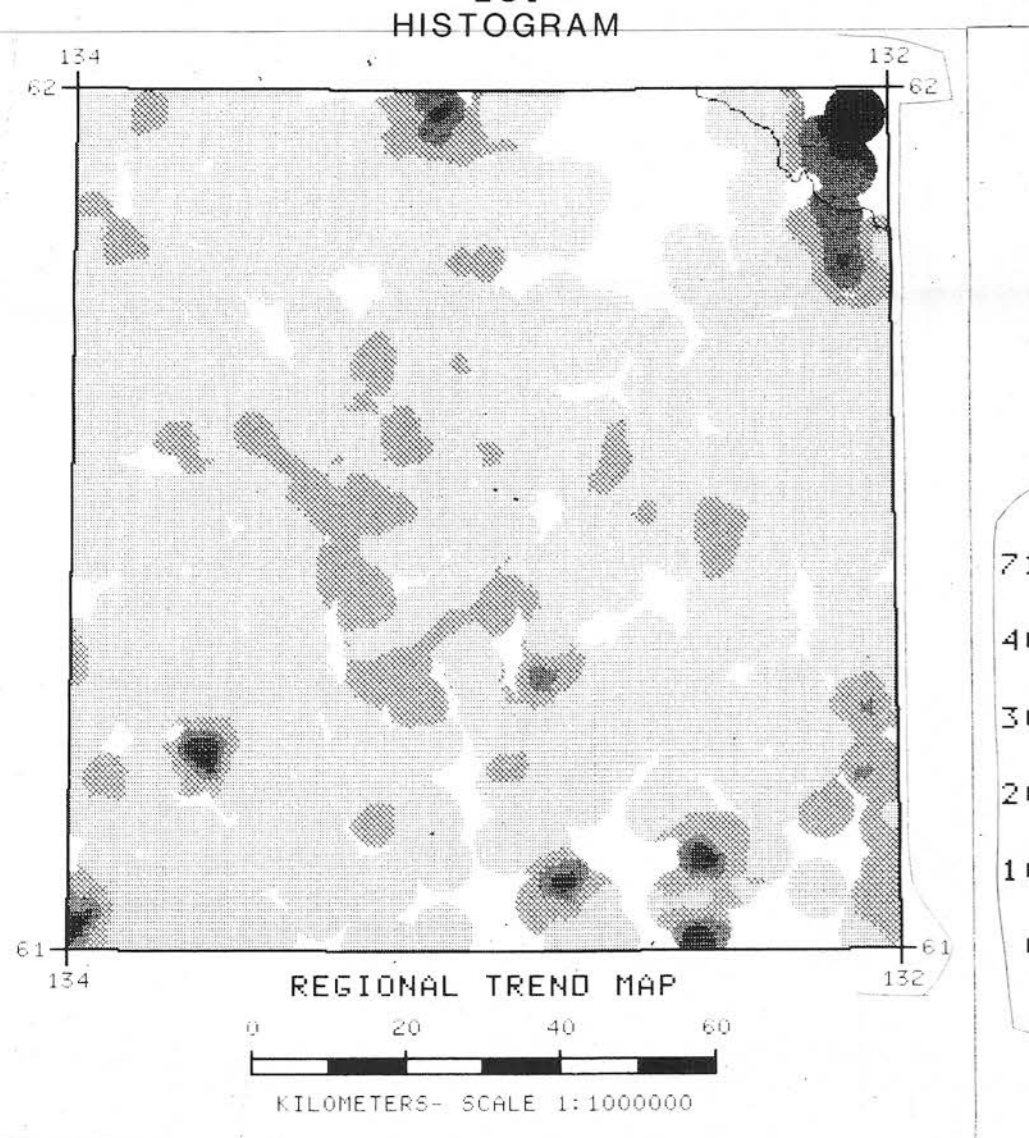 HISTOGRAM
134 132
62 62
61 61
134 132
REGIONAL TREND MAP
0 20 40 60
KILOMETERS- SCALE 1:1000000